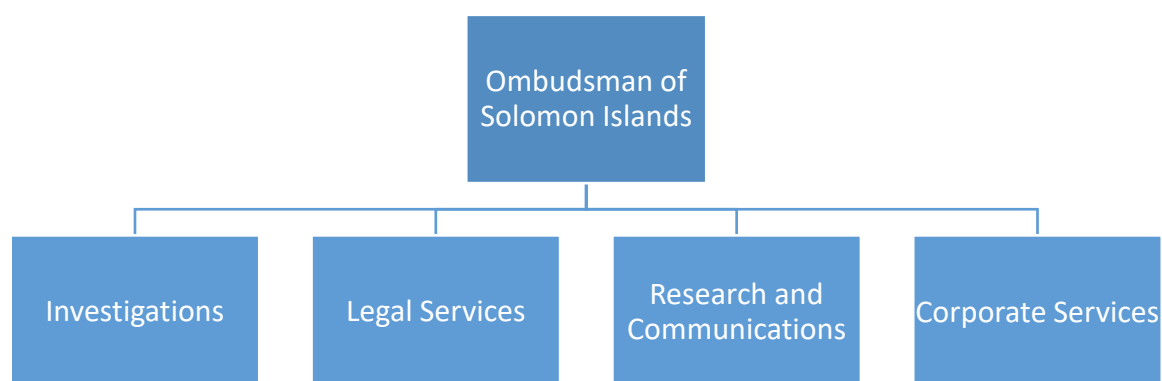 Ombudsman of
Solomon Islands
Investigations
Legal Services
Research and
Communications
Corporate Services